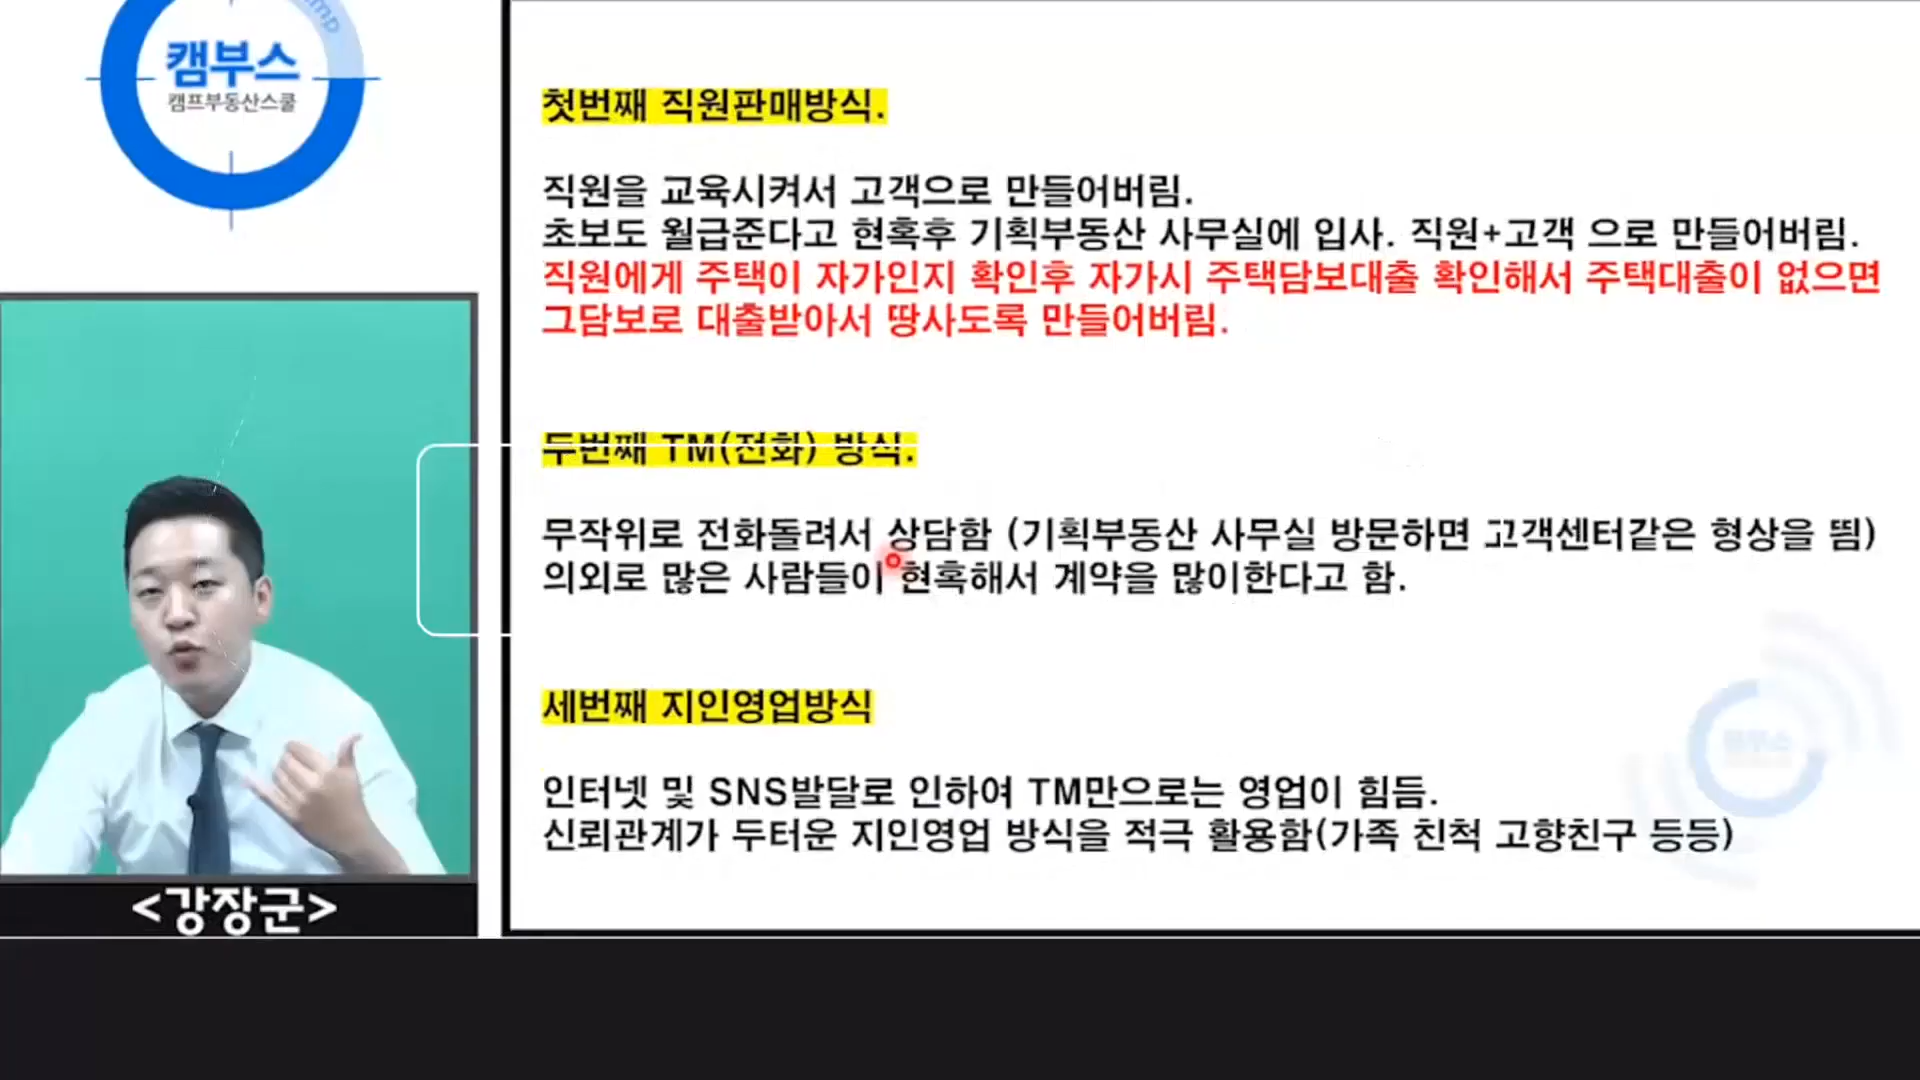 캠부스
캠프부동산스쿨
첫번째 직원판매방식.
직원을 교육시켜서 고객으로 만들어버림.
초보도 월급준다고 현혹후 기획부동산 사무실에 입사. 직원+고객 으로 만들어버림.
직원에게 주택이 자가인지 확인후 자가시 주택담보대출 확인해서 주택대출이 없으면
그담보로 대출받아서 땅사도록 만들어버림.
두번째 TM(전화) 방식.
무작위로 전화돌려서 상담함 (기획부동산 사무실 방문하면 고객센터같은 형상을 띔)
의외로 많은 사람들이 현혹해서 계약을 많이한다고 함.
세번째 지인영업방식
인터넷 및 SNS발달로 인하여 TM만으로는 영업이 힘듬.
신뢰관계가 두터운 지인영업 방식을 적극 활용함(가족 친척 고향친구 등등)
캠부스
<강장군>